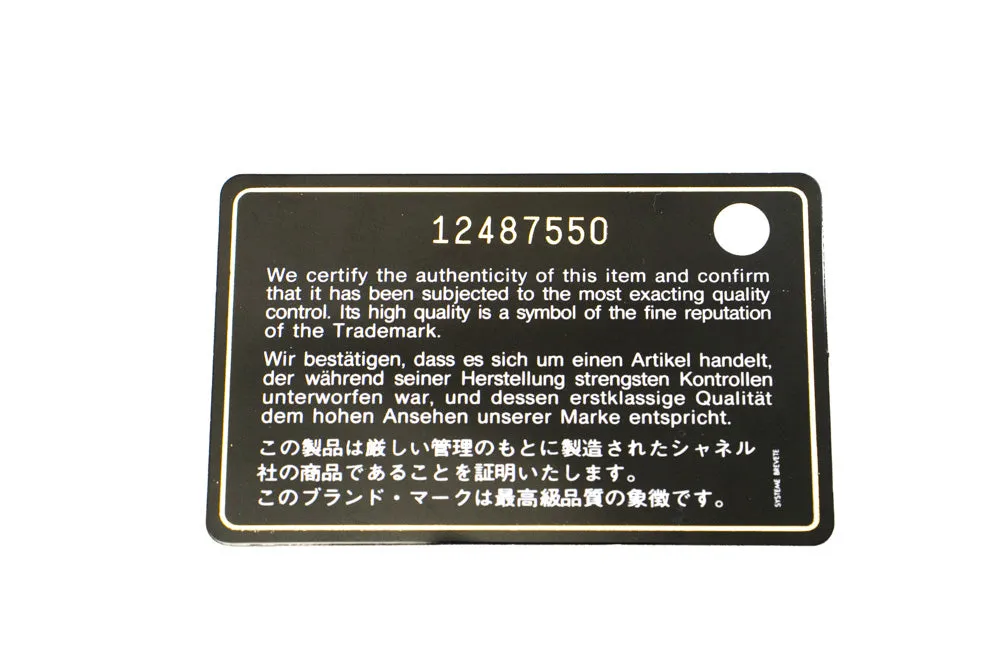 12487550
We certify the authenticity of this item and confirm
that it has been subjected to the most exacting quality
control. Its high quality is a symbol of the fine reputation
of the Trademark.
Wir bestätigen, dass es sich um einen Artikel handelt,
der während seiner Herstellung strengsten Kontrollen
unterworfen war, und dessen erstklassige Qualität
dem hohen Ansehen unserer Marke entspricht.
この製品は厳しい管理のもとに製造されたシャネル
社の商品であることを証明いたします。
このブランド・マークは最高級品質の象徴です。
SYSTEME BREVETE